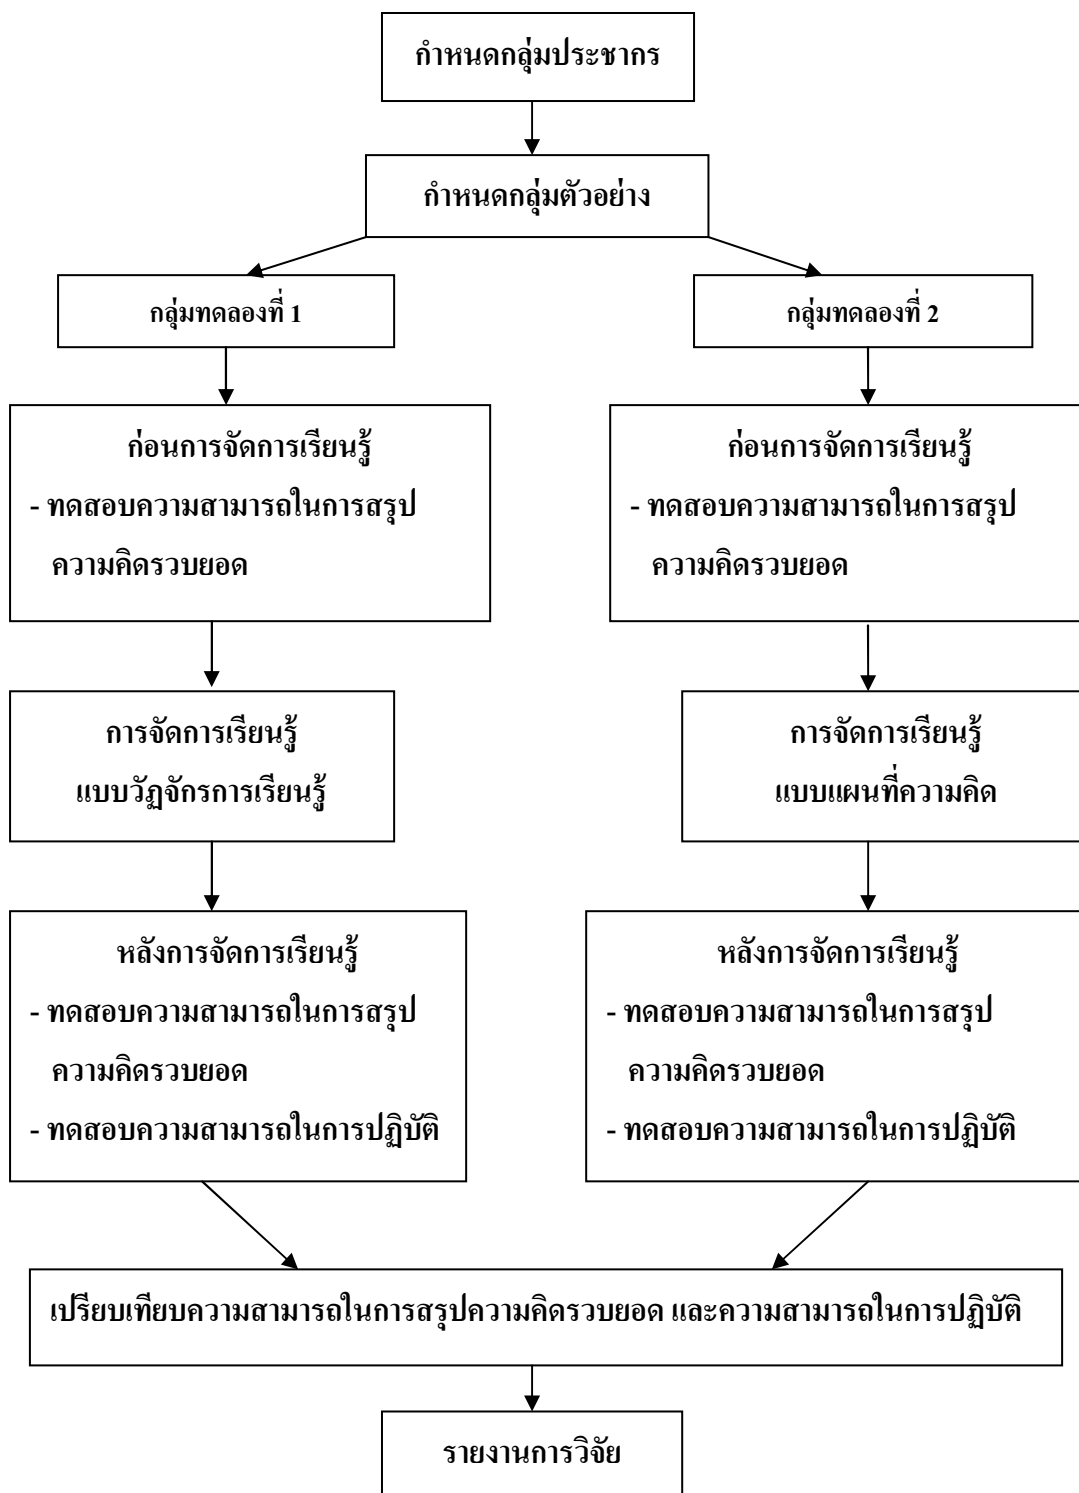 กำหนดกลุ่มประชากร
กำหนดกลุ่มตัวอย่าง
กลุ่มทดลองที่ 1
กลุ่มทดลองที่ 2
ก่อนการจัดการเรียนรู้
- ทดสอบความสามารถในการสรุป
ความคิดรวบยอด
ก่อนการจัดการเรียนรู้
- ทดสอบความสามารถในการสรุป
ความคิดรวบยอด
การจัดการเรียนรู้
แบบวัฏจักรการเรียนรู้
การจัดการเรียนรู้
แบบแผนที่ความคิด
หลังการจัดการเรียนรู้
- ทดสอบความสามารถในการสรุป
ความคิดรวบยอด
- ทดสอบความสามารถในการปฏิบัติ
หลังการจัดการเรียนรู้
- ทดสอบความสามารถในการสรุป
ความคิดรวบยอด
- ทดสอบความสามารถในการปฏิบัติ
เปรียบเทียบความสามารถในการสรุปความคิดรวบยอด และความสามารถในการปฏิบัติ
รายงานการวิจัย